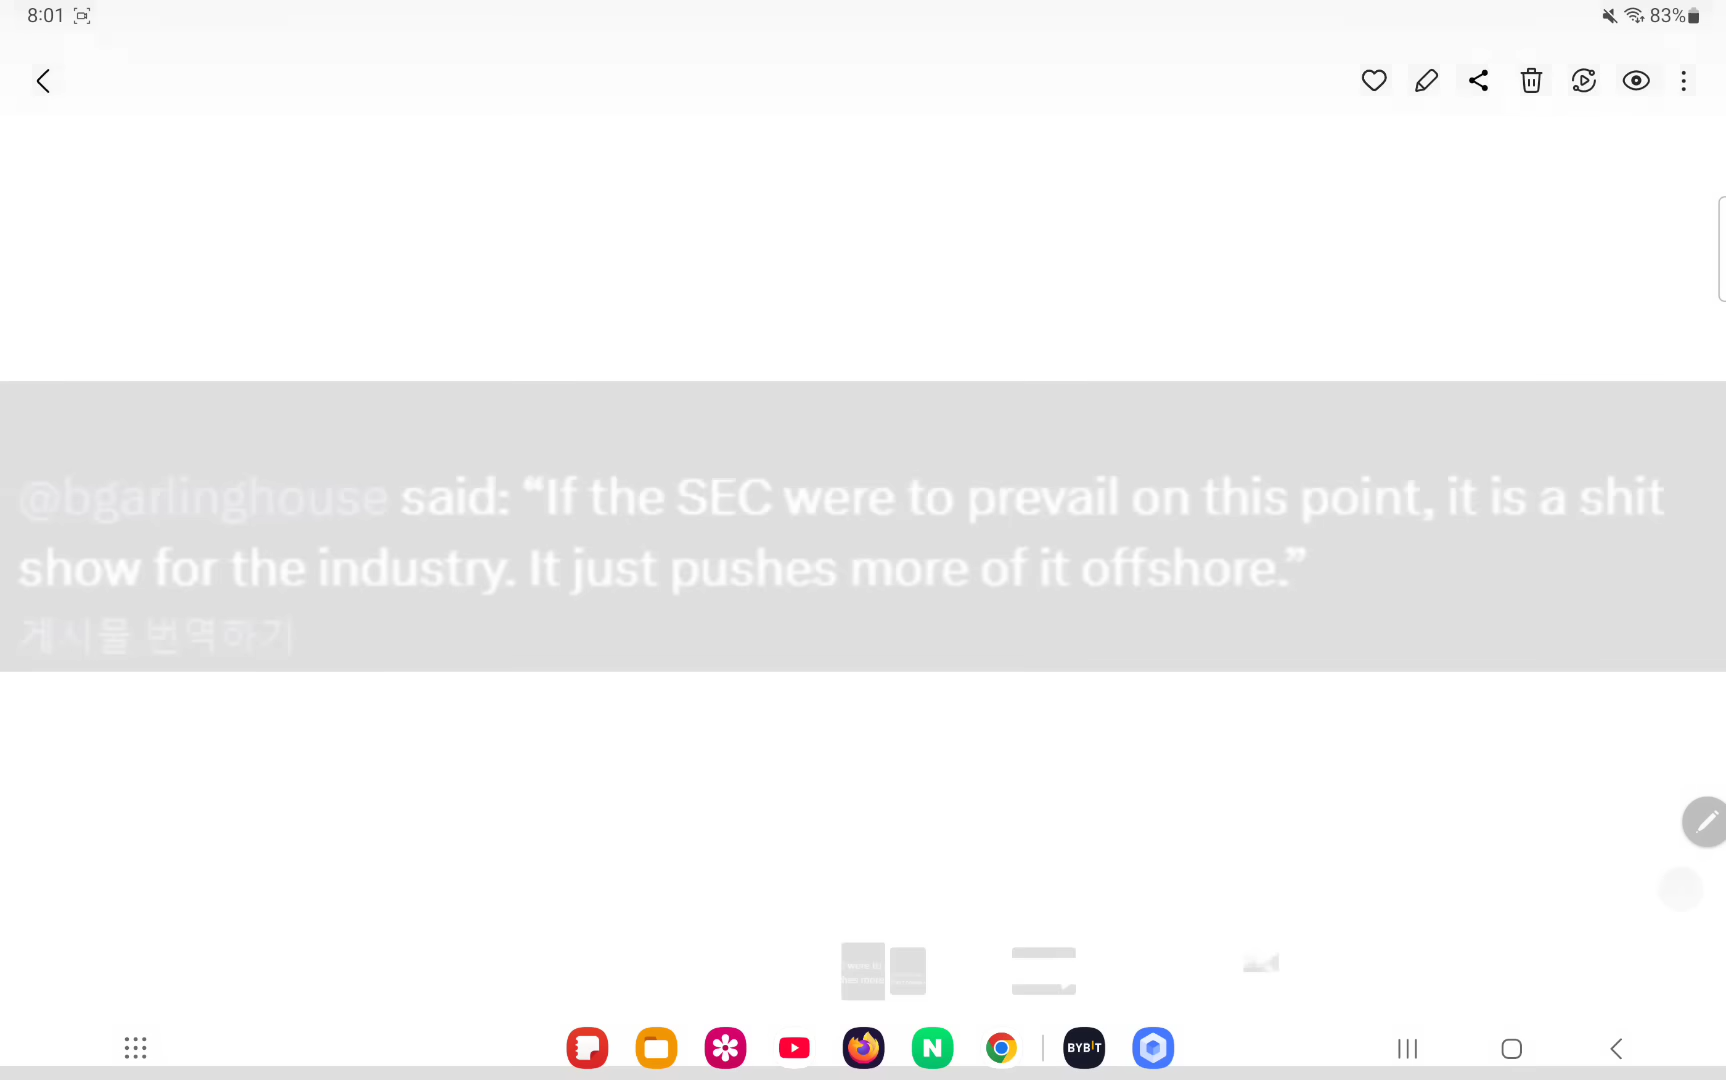 8:01
83%
@bgarlinghouse said: “If the SEC were to prevail on this point, it is a shit
show for the industry. It just pushes more of it offshore.”
게시물 번역하기
N
BYBIT